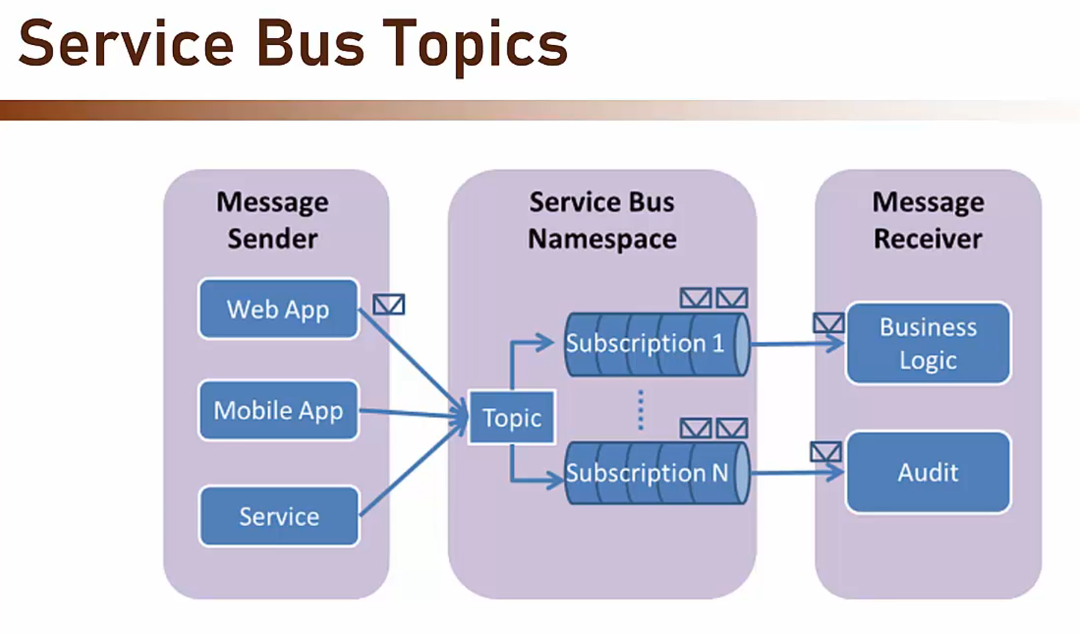 Service Bus Topics
Message
Sender
Web App
Mobile App
Service
Service Bus
Namespace
Topic
Subscription 1
Subscription N
Message
Receiver
Business
Logic
Audit